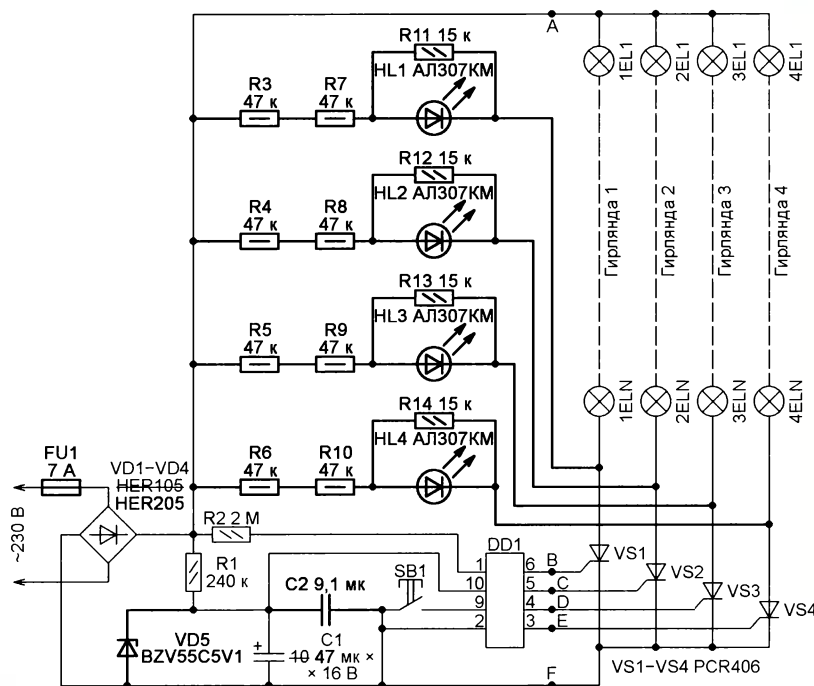 A
R11 15 к
HL1 АЛ307КМ
R3
47 к
R7
47 к
1EL1
2EL1
3EL1
4EL1
R12 15 к
HL2 АЛ307КМ
R4
47 к
R8
47 к
Гирлянда 1
Гирлянда 2
Гирлянда 3
Гирлянда 4
R13 15 к
HL3 АЛ307КМ
R5
47 к
R9
47 к
R14 15 к
HL4 АЛ307КМ
R6
47 к
R10
47 к
1ELN
2ELN
3ELN
4ELN
FU1
7 А
VD1–VD4
HER105
HER205
~230 В
R2 2 М
R1
240 к
C2 9,1 мк
SB1
DD1
1
10
9
2
6
5
4
3
B
C
D
E
VS1
VS2
VS3
VS4
VD5
BZV55C5V1
C1
+
10 47 мк ×
× 16 В
F
VS1–VS4 PCR406